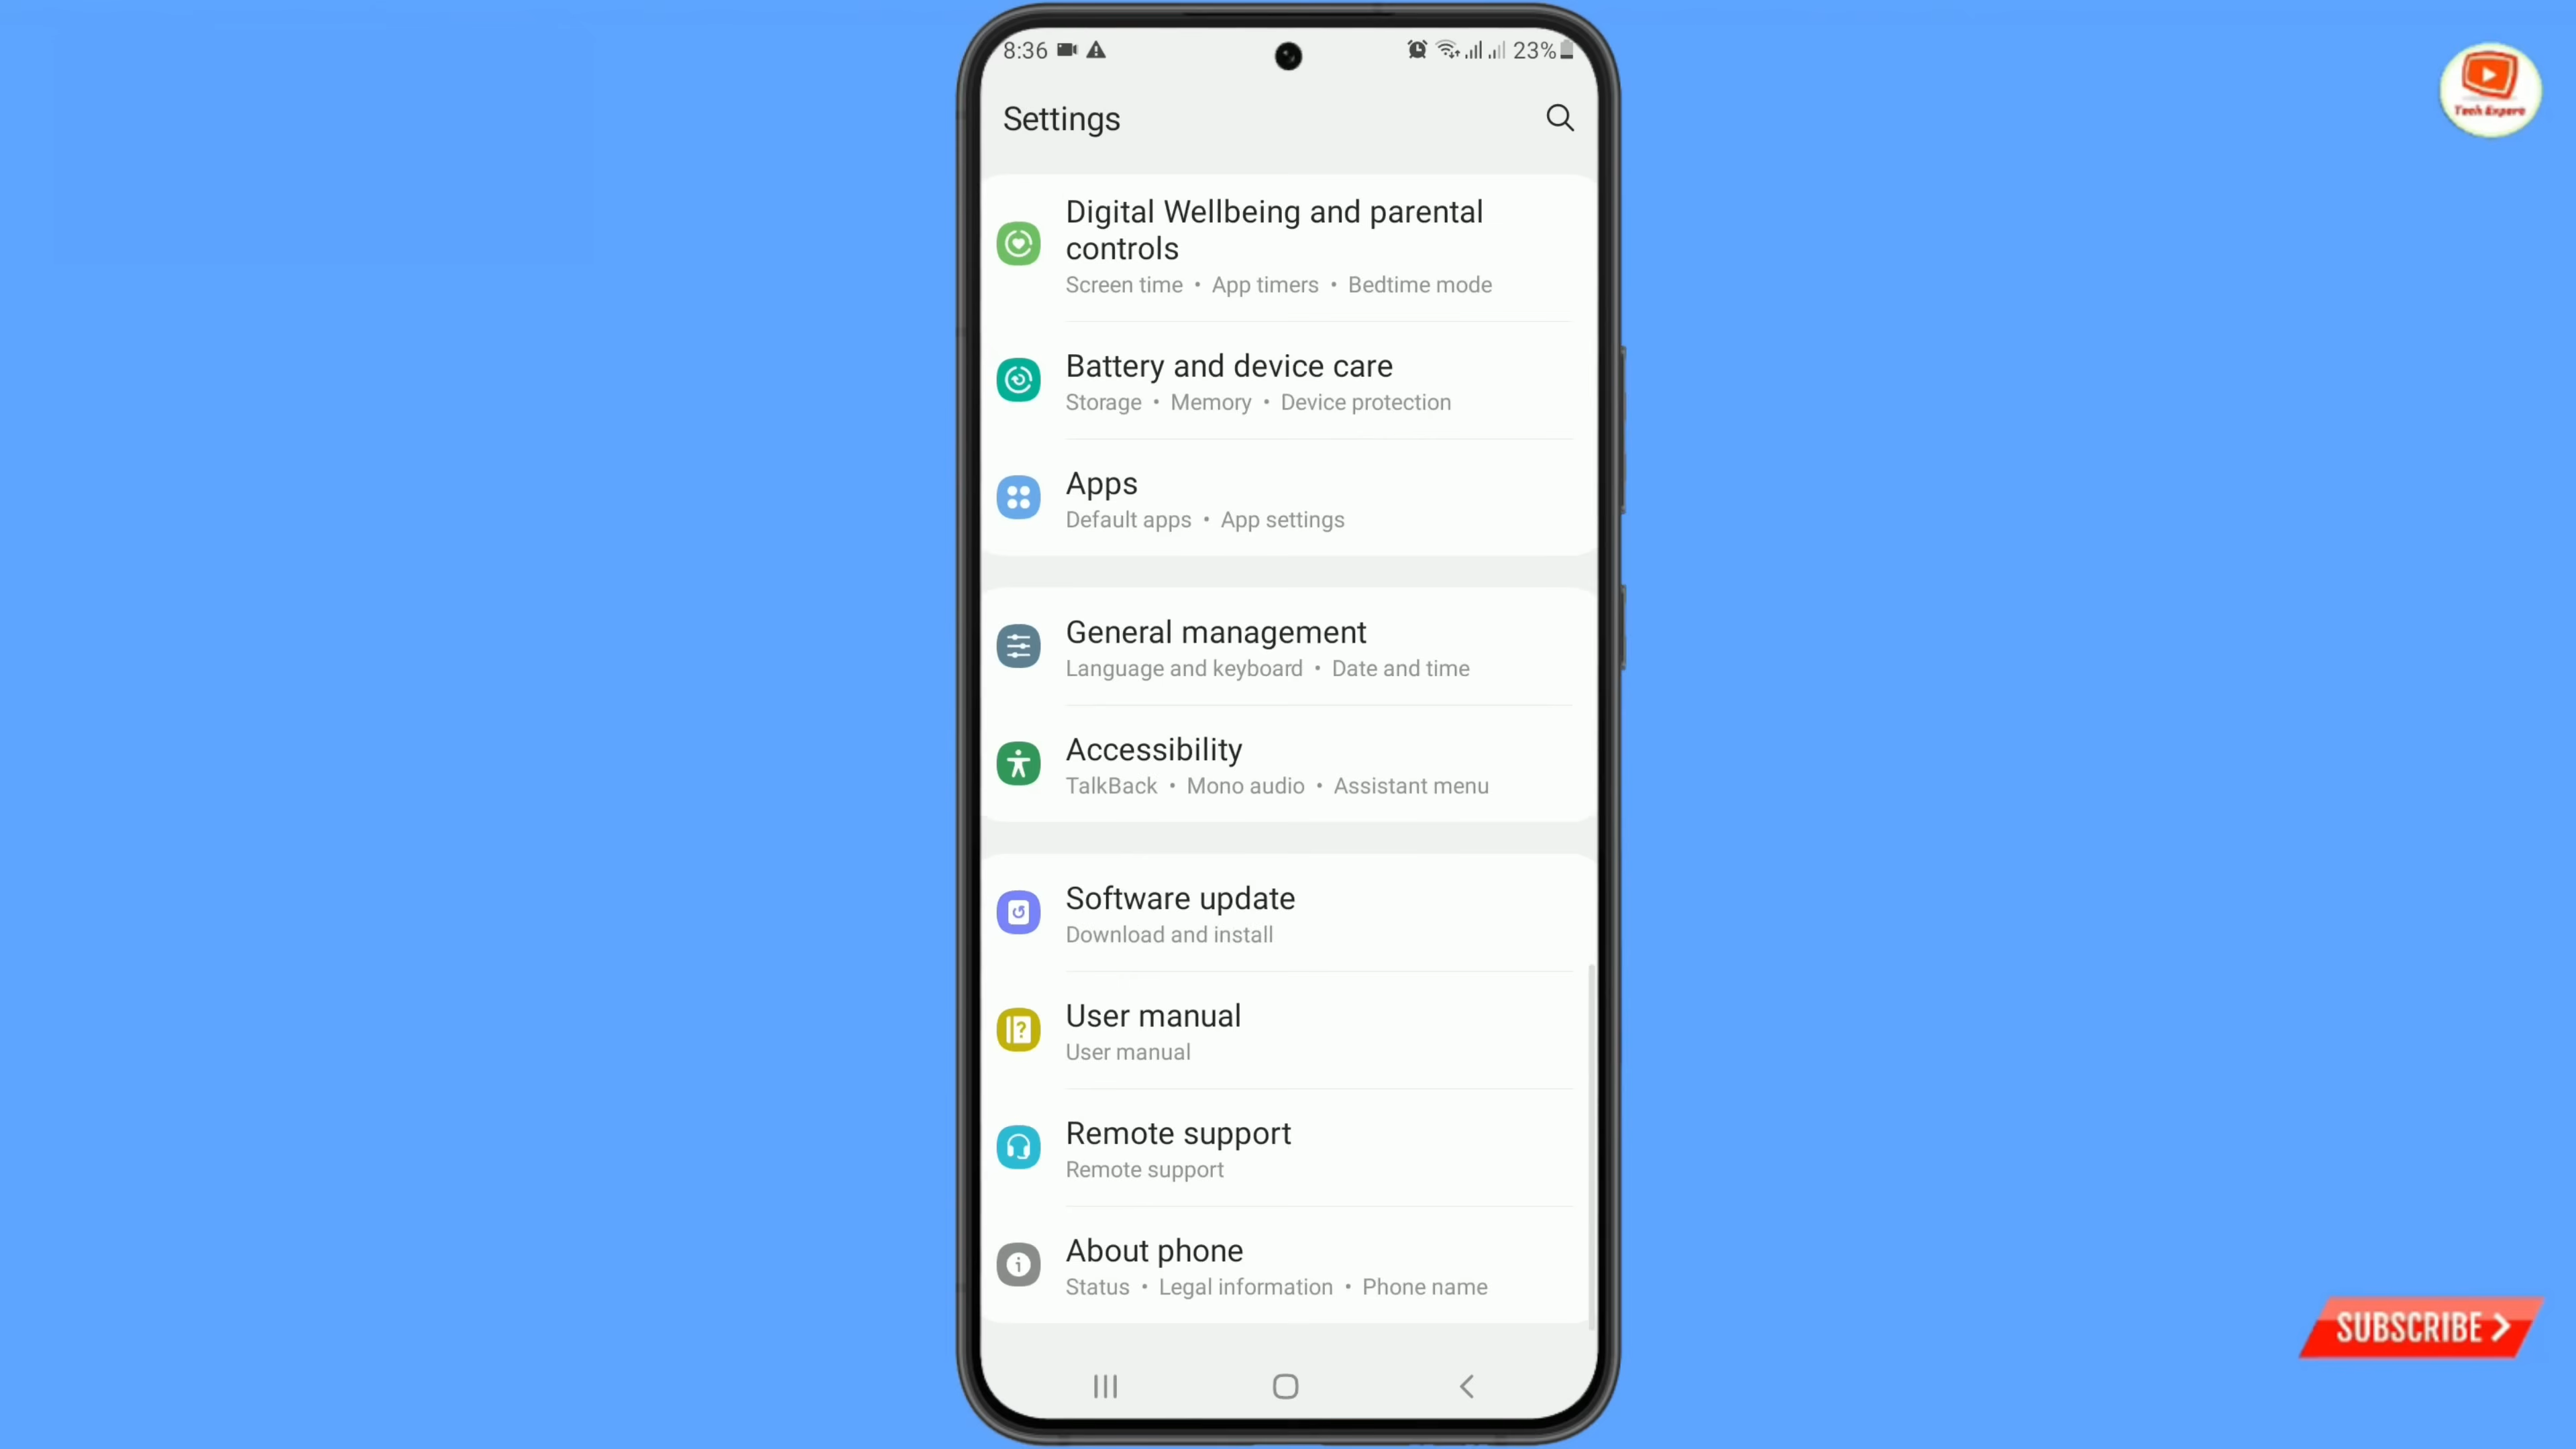 8:36
23%
Settings
Digital Wellbeing and parental
controls
Screen time • App timers • Bedtime mode
Battery and device care
Storage • Memory • Device protection
Apps
Default apps • App settings
General management
Language and keyboard • Date and time
Accessibility
TalkBack • Mono audio • Assistant menu
Software update
Download and install
User manual
User manual
Remote support
Remote support
About phone
Status • Legal information • Phone name
Tech Expere
SUBSCRIBE